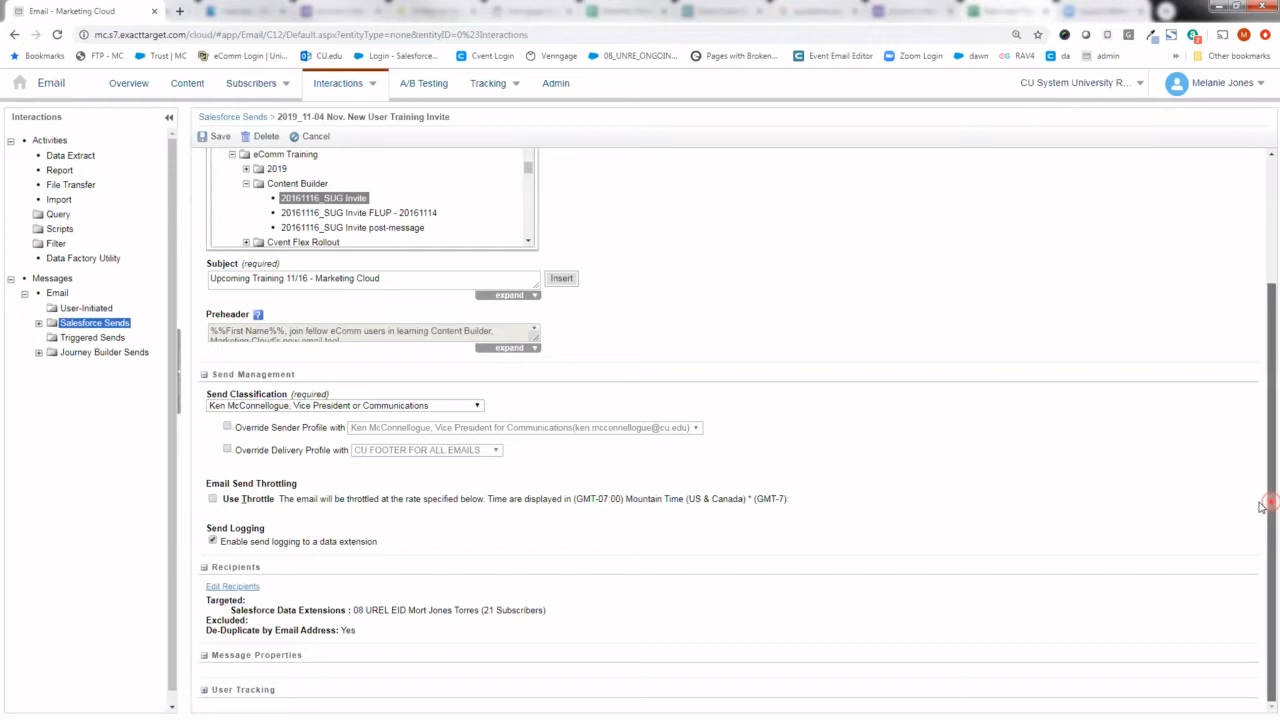 Email - Marketing Cloud
mc.s7.exacttarget.com/cloud/#app/Email/C12/Default.aspx?entityType=none&entityID=0%23Interactions
Bookmarks FTP - MC Trust | MC eComm Login | Uni... CU.edu Login - Salesforce... Cvent Login Venngage 08_UNRE_ONGOIN... Pages with Broken... Event Email Editor Zoom Login dawn RAV4 da admin » Other bookmarks
Email Overview Content Subscribers Interactions A/B Testing Tracking Admin CU System University R... Melanie Jones
Interactions
Salesforce Sends > 2019_11-04 Nov. New User Training Invite
Save Delete Cancel
Activities
Data Extract
Report
File Transfer
Import
Query
Scripts
Filter
Data Factory Utility
Messages
Email
User-Initiated
Salesforce Sends
Triggered Sends
Journey Builder Sends
eComm Training
2019
Content Builder
20161116_SUG Invite
20161116_SUG Invite FLUP - 20161114
20161116_SUG Invite post-message
Cvent Flex Rollout
Subject (required)
Upcoming Training 11/16 - Marketing Cloud Insert
expand
Preheader ?
%%First Name%%, join fellow eComm users in learning Content Builder,
Marketing Cloud's new email tool
expand
Send Management
Send Classification (required)
Ken McConnellogue, Vice President or Communications
Override Sender Profile with Ken McConnellogue, Vice President for Communications(ken.mcconnellogue@cu.edu)
Override Delivery Profile with CU FOOTER FOR ALL EMAILS
Email Send Throttling
Use Throttle The email will be throttled at the rate specified below. Time are displayed in (GMT-07:00) Mountain Time (US & Canada) * (GMT-7):
Send Logging
Enable send logging to a data extension
Recipients
Edit Recipients
Targeted:
Salesforce Data Extensions : 08 UREL EID Mort Jones Torres (21 Subscribers)
Excluded:
De-Duplicate by Email Address: Yes
Message Properties
User Tracking